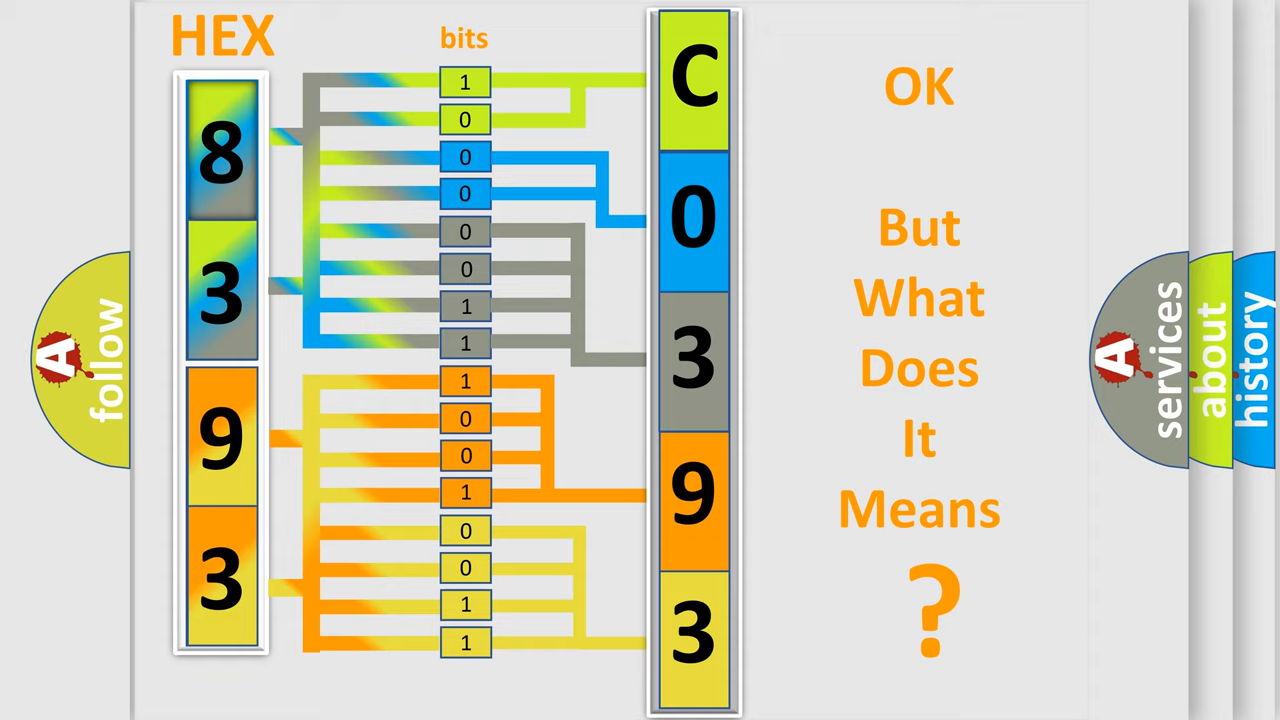 HEX
bits
8
3
9
3
1
0
0
0
0
0
1
1
1
0
0
1
0
0
1
1
C
0
3
9
3
OK
But
What
Does
It
Means
?
A
follow
A
services
about
history